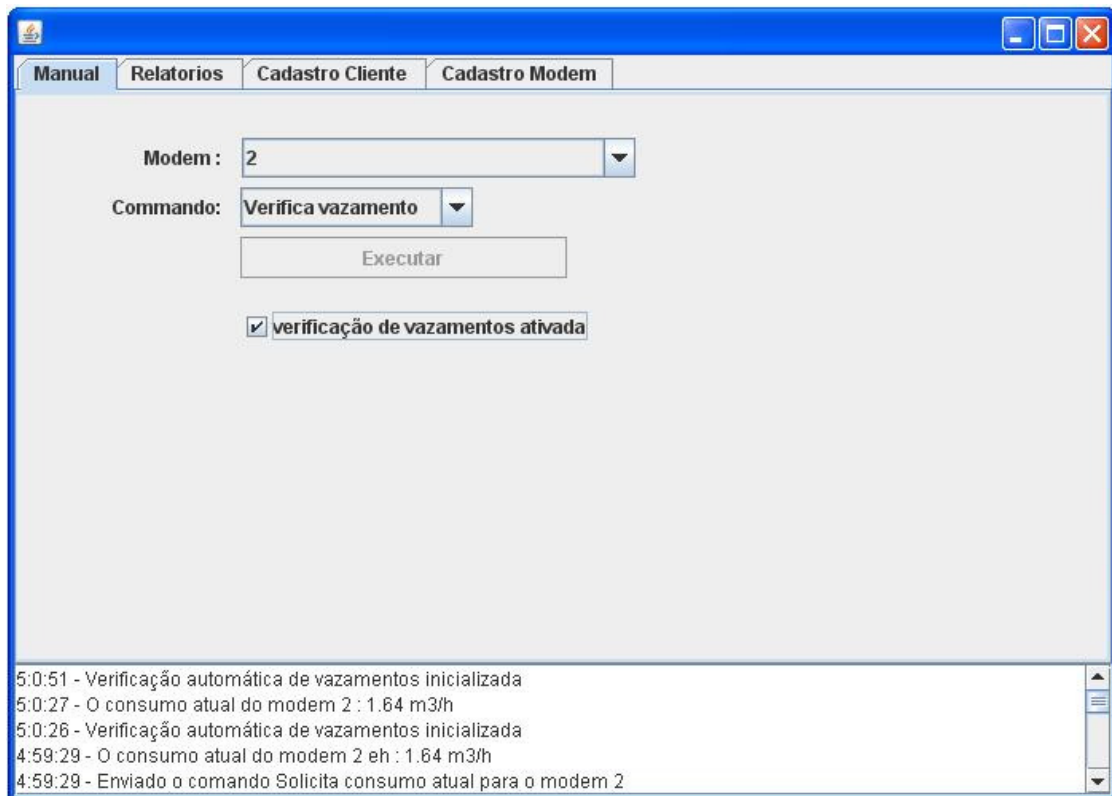 Manual Relatorios Cadastro Cliente Cadastro Modem
Modem : 2
Commando: Verifica vazamento
Executar
verificação de vazamentos ativada
5:0:51 - Verificação automática de vazamentos inicializada
5:0:27 - O consumo atual do modem 2 : 1.64 m3/h
5:0:26 - Verificação automática de vazamentos inicializada
4:59:29 - O consumo atual do modem 2 eh : 1.64 m3/h
4:59:29 - Enviado o comando Solicita consumo atual para o modem 2